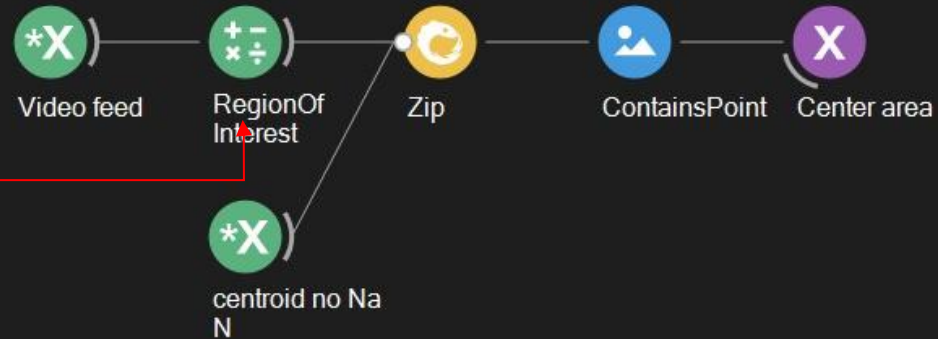 *X
Video feed
RegionOf
Interest
Zip
ContainsPoint
X
Center area
*X
centroid no Na
N